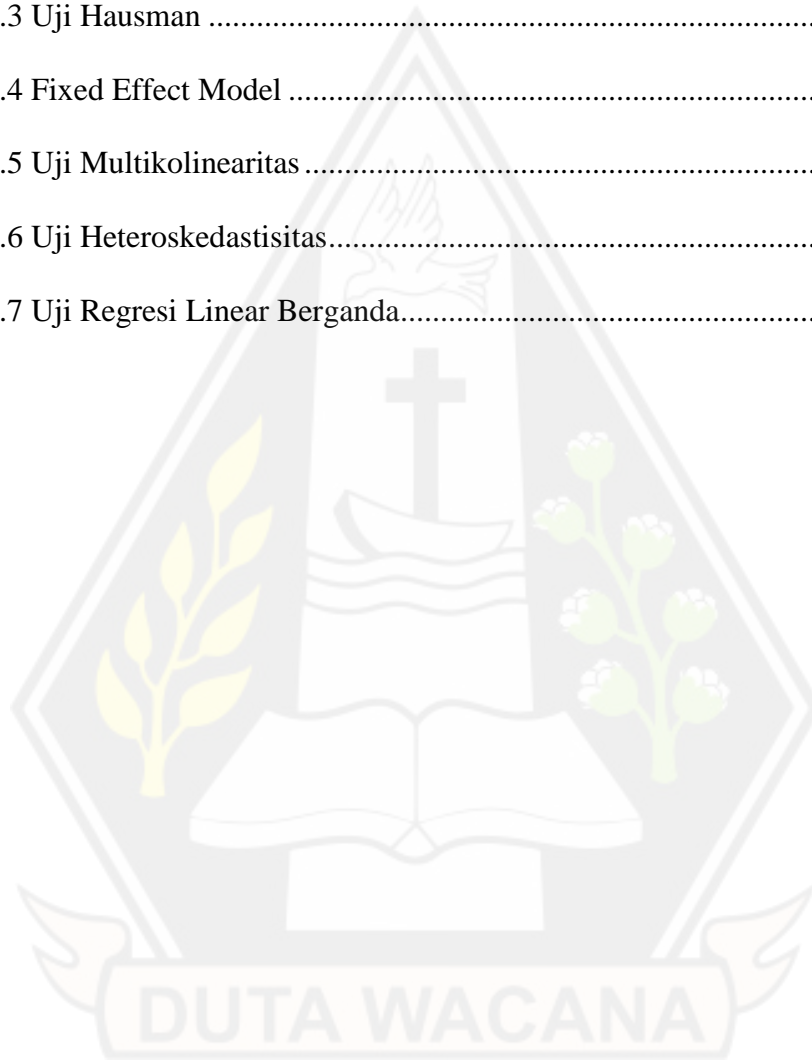 .3 Uji Hausman ............................................................................
.4 Fixed Effect Model ..................................................................
.5 Uji Multikolinearitas ................................................................
.6 Uji Heteroskedastisitas.............................................................
.7 Uji Regresi Linear Berganda....................................................
DUTA WACANA